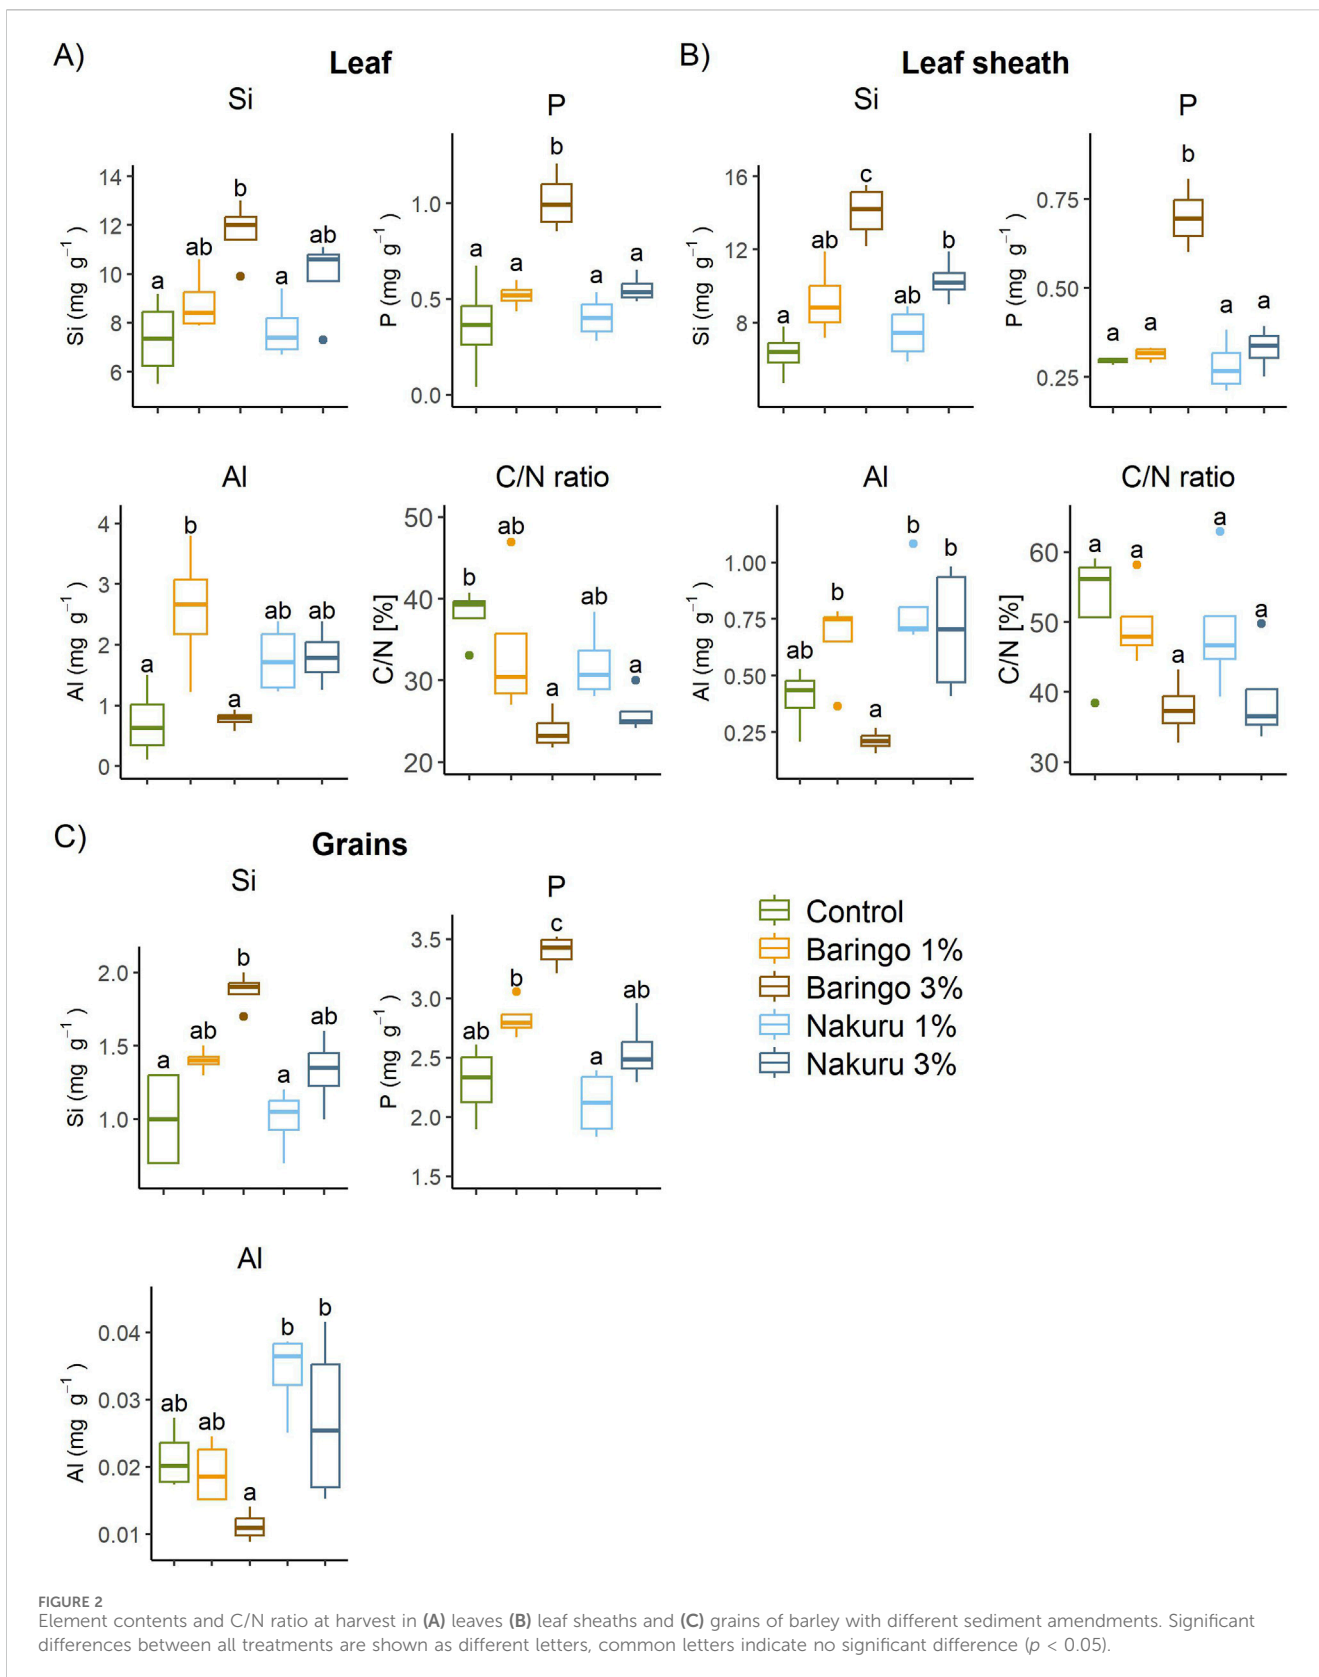 A)
Leaf
Si
Si (mg g⁻¹)
14
12
10
8
6
a
ab
b
a
ab
P
P (mg g⁻¹)
1.0
0.5
0.0
a
a
b
a
a
Al
Al (mg g⁻¹)
4
3
2
1
0
a
b
a
ab
ab
C/N ratio
C/N [%]
50
40
30
20
b
ab
a
ab
a
B)
Leaf sheath
Si
Si (mg g⁻¹)
16
12
8
a
ab
c
ab
b
P
P (mg g⁻¹)
0.75
0.50
0.25
a
a
b
a
a
Al
Al (mg g⁻¹)
1.00
0.75
0.50
0.25
ab
b
a
b
b
C/N ratio
C/N [%]
60
50
40
30
a
a
a
a
a
C)
Grains
Si
Si (mg g⁻¹)
2.0
1.5
1.0
a
ab
b
a
ab
P
P (mg g⁻¹)
3.5
3.0
2.5
2.0
1.5
ab
b
c
a
ab
Control
Baringo 1%
Baringo 3%
Nakuru 1%
Nakuru 3%
Al
Al (mg g⁻¹)
0.04
0.03
0.02
0.01
ab
ab
a
b
b
FIGURE 2
Element contents and C/N ratio at harvest in (A) leaves (B) leaf sheaths and (C) grains of barley with different sediment amendments. Significant
differences between all treatments are shown as different letters, common letters indicate no significant difference (p < 0.05).